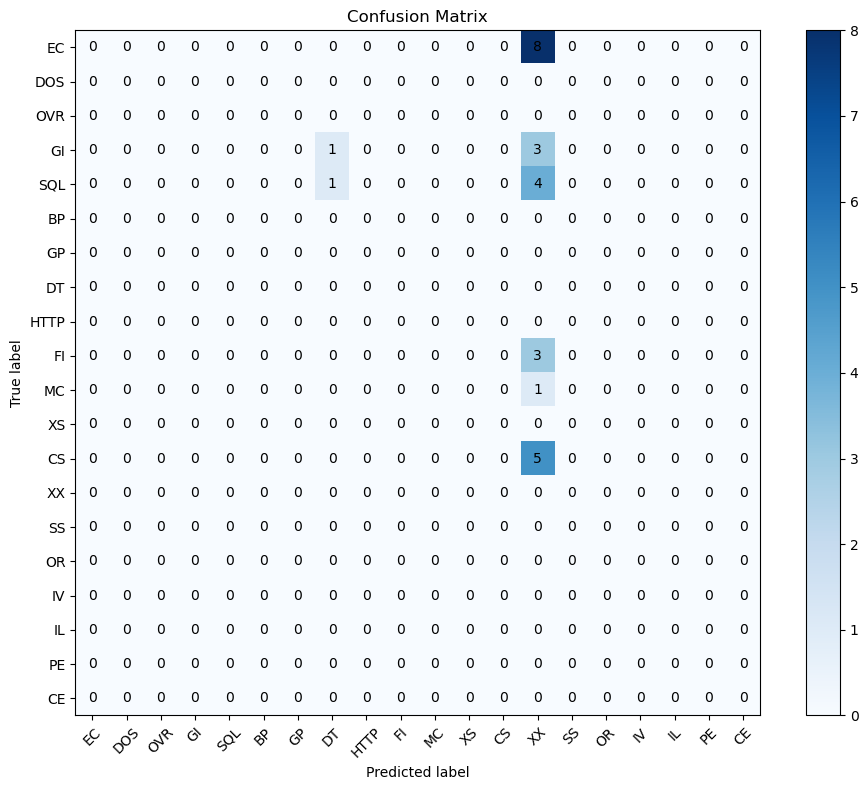 Confusion Matrix
EC 0 0 0 0 0 0 0 0 0 0 0 0 0 8 0 0 0 0 0 0
DOS 0 0 0 0 0 0 0 0 0 0 0 0 0 0 0 0 0 0 0 0
OVR 0 0 0 0 0 0 0 0 0 0 0 0 0 0 0 0 0 0 0 0
GI 0 0 0 0 0 0 0 1 0 0 0 0 0 3 0 0 0 0 0 0
SQL 0 0 0 0 0 0 0 1 0 0 0 0 0 4 0 0 0 0 0 0
BP 0 0 0 0 0 0 0 0 0 0 0 0 0 0 0 0 0 0 0 0
GP 0 0 0 0 0 0 0 0 0 0 0 0 0 0 0 0 0 0 0 0
DT 0 0 0 0 0 0 0 0 0 0 0 0 0 0 0 0 0 0 0 0
HTTP 0 0 0 0 0 0 0 0 0 0 0 0 0 0 0 0 0 0 0 0
FI 0 0 0 0 0 0 0 0 0 0 0 0 0 3 0 0 0 0 0 0
MC 0 0 0 0 0 0 0 0 0 0 0 0 0 1 0 0 0 0 0 0
XS 0 0 0 0 0 0 0 0 0 0 0 0 0 0 0 0 0 0 0 0
CS 0 0 0 0 0 0 0 0 0 0 0 0 0 5 0 0 0 0 0 0
XX 0 0 0 0 0 0 0 0 0 0 0 0 0 0 0 0 0 0 0 0
SS 0 0 0 0 0 0 0 0 0 0 0 0 0 0 0 0 0 0 0 0
OR 0 0 0 0 0 0 0 0 0 0 0 0 0 0 0 0 0 0 0 0
IV 0 0 0 0 0 0 0 0 0 0 0 0 0 0 0 0 0 0 0 0
IL 0 0 0 0 0 0 0 0 0 0 0 0 0 0 0 0 0 0 0 0
PE 0 0 0 0 0 0 0 0 0 0 0 0 0 0 0 0 0 0 0 0
CE 0 0 0 0 0 0 0 0 0 0 0 0 0 0 0 0 0 0 0 0
EC DOS OVR GI SQL BP GP DT HTTP FI MC XS CS XX SS OR IV IL PE CE
Predicted label
True label
8
7
6
5
4
3
2
1
0